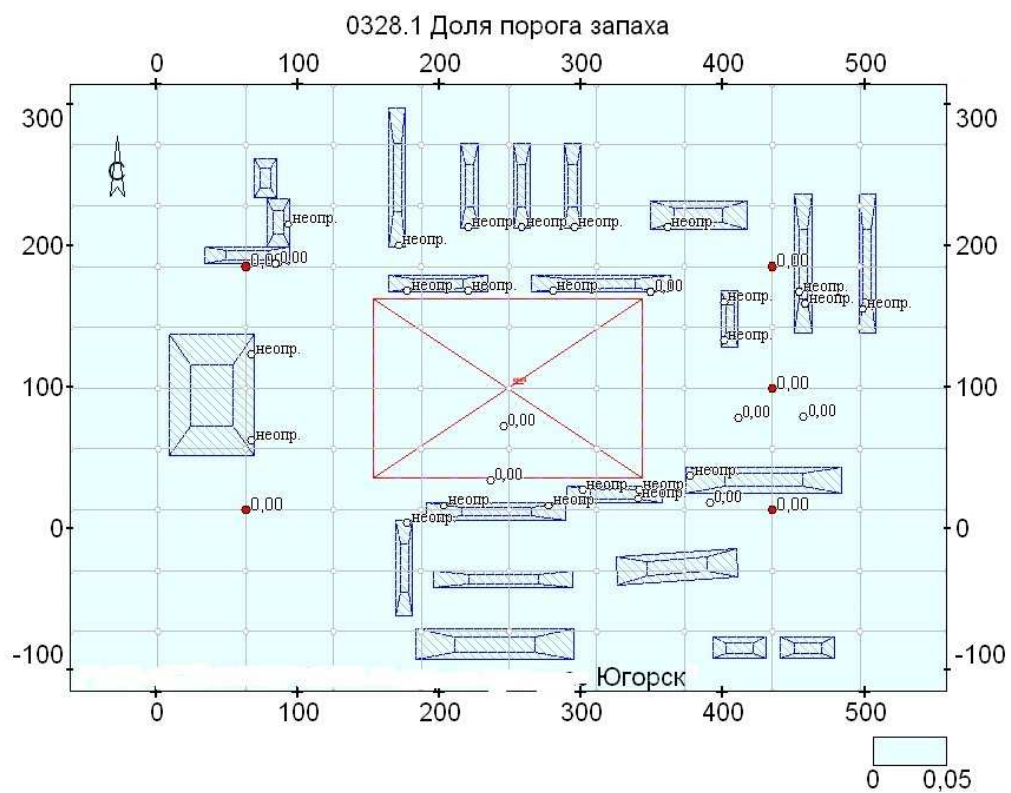 0328.1 Доля порога запаха
0 100 200 300 400 500
300 300
С
неопр.
неопр. неопр. неопр. неопр.
неопр.
200 200
0,00 0,00 0,00
неопр. неопр. неопр. 0,00 неопр.
неопр. неопр. неопр.
неопр.
неопр.
100 0,00 100
0,00 0,00
0,00
неопр.
0,00 неопр.
неопр. неопр.
неопр. неопр. неопр. 0,00
0,00 0,00
неопр.
0 0
-100 -100
- Югорск
0 100 200 300 400 500
0 0,05